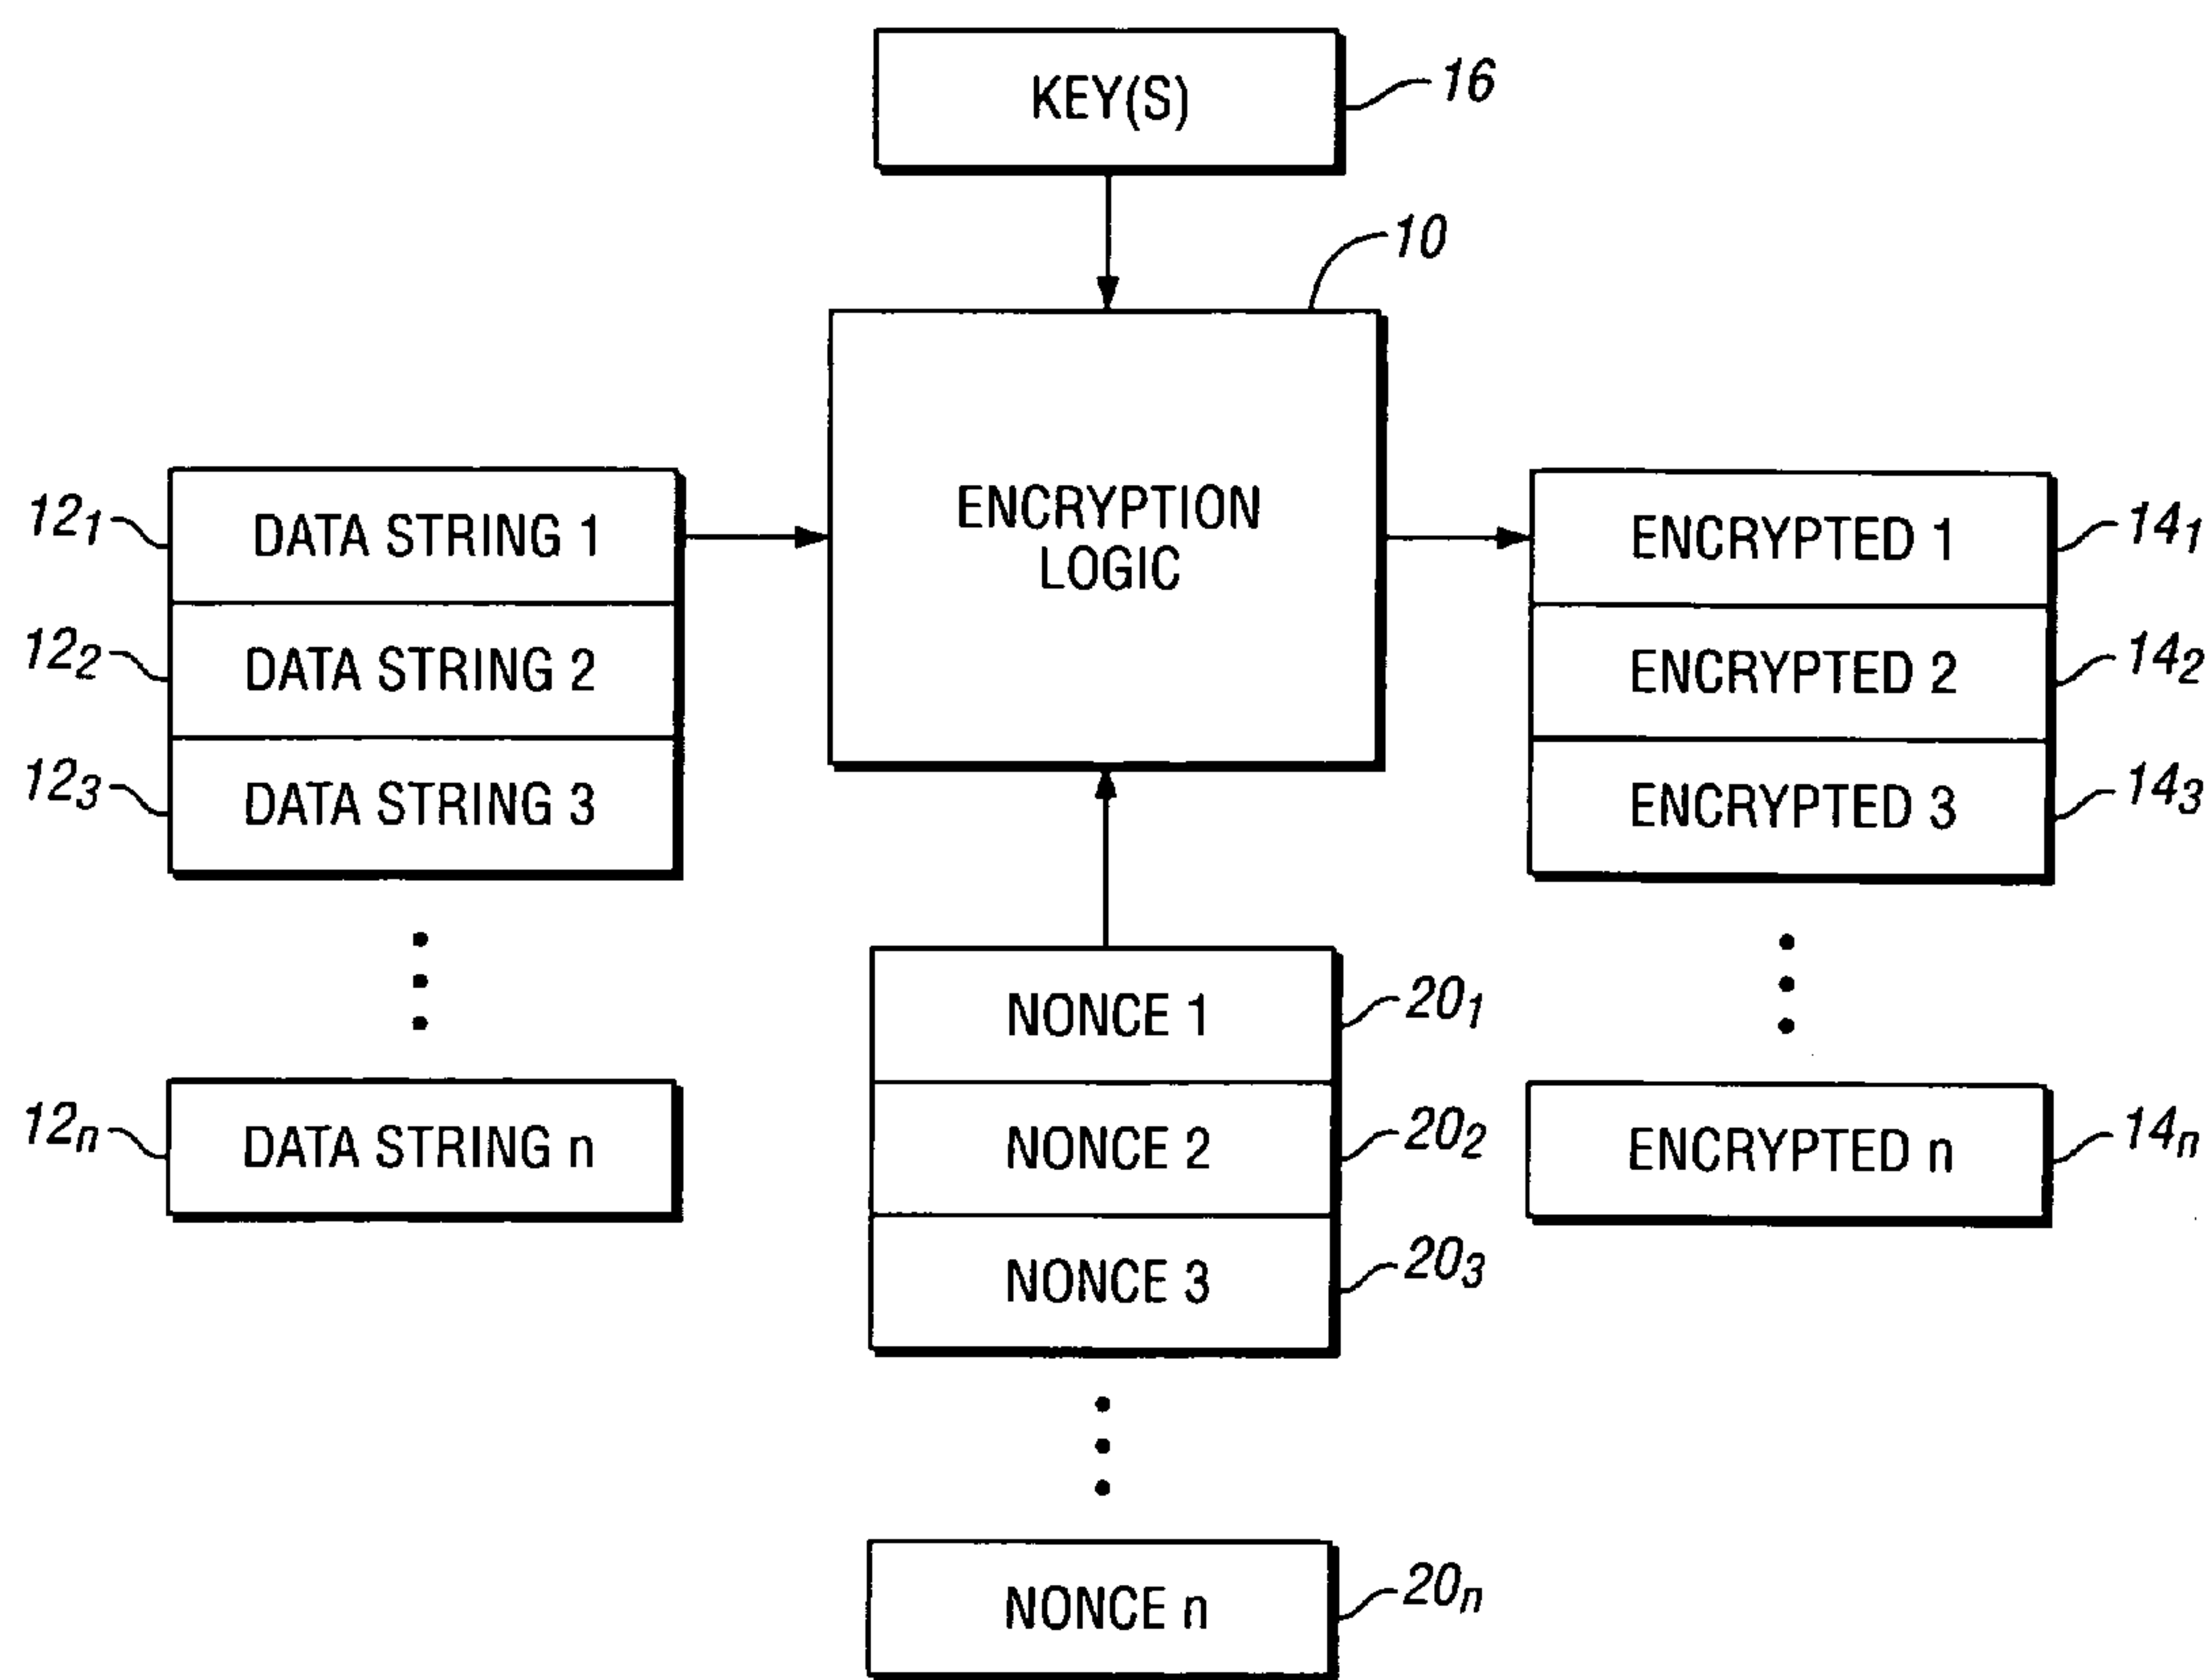 KEY(S)
16
10
ENCRYPTION
LOGIC
12₁
DATA STRING 1
12₂
DATA STRING 2
12₃
DATA STRING 3
12ₙ
DATA STRING n
ENCRYPTED 1
14₁
ENCRYPTED 2
14₂
ENCRYPTED 3
14₃
ENCRYPTED n
14ₙ
NONCE 1
20₁
NONCE 2
20₂
NONCE 3
20₃
NONCE n
20ₙ